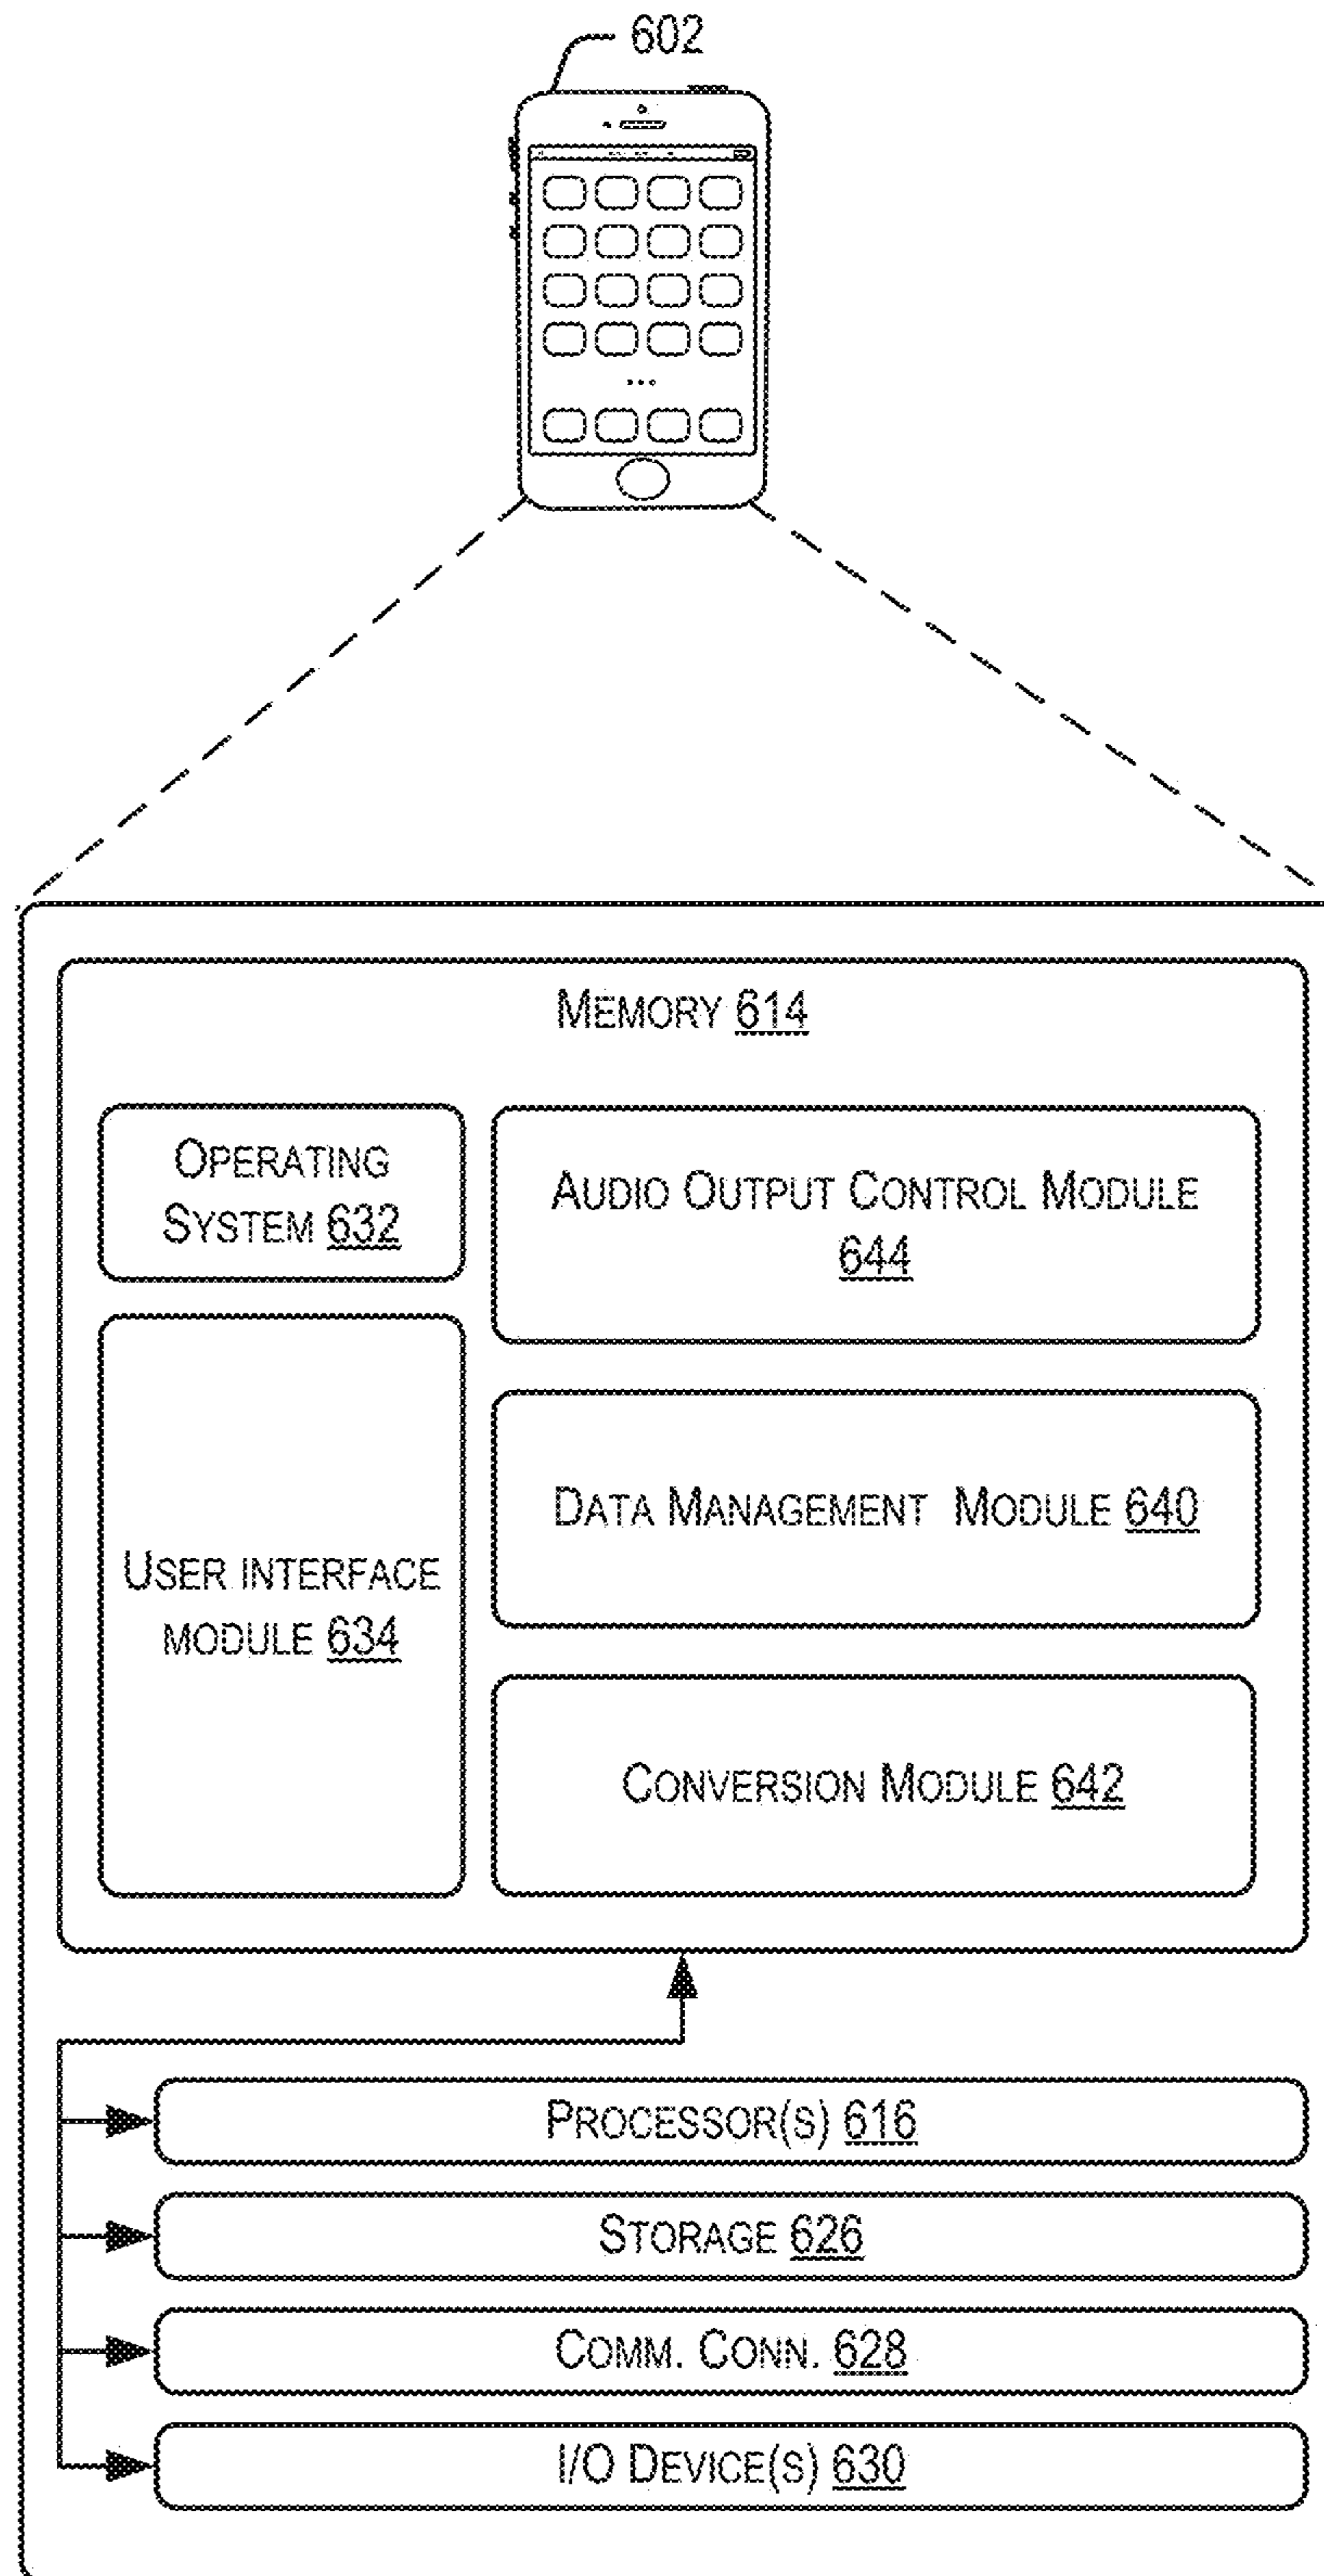 602
MEMORY 614
OPERATING
SYSTEM 632
AUDIO OUTPUT CONTROL MODULE
644
USER INTERFACE
MODULE 634
DATA MANAGEMENT MODULE 640
CONVERSION MODULE 642
PROCESSOR(S) 616
STORAGE 626
COMM. CONN. 628
I/O DEVICE(S) 630